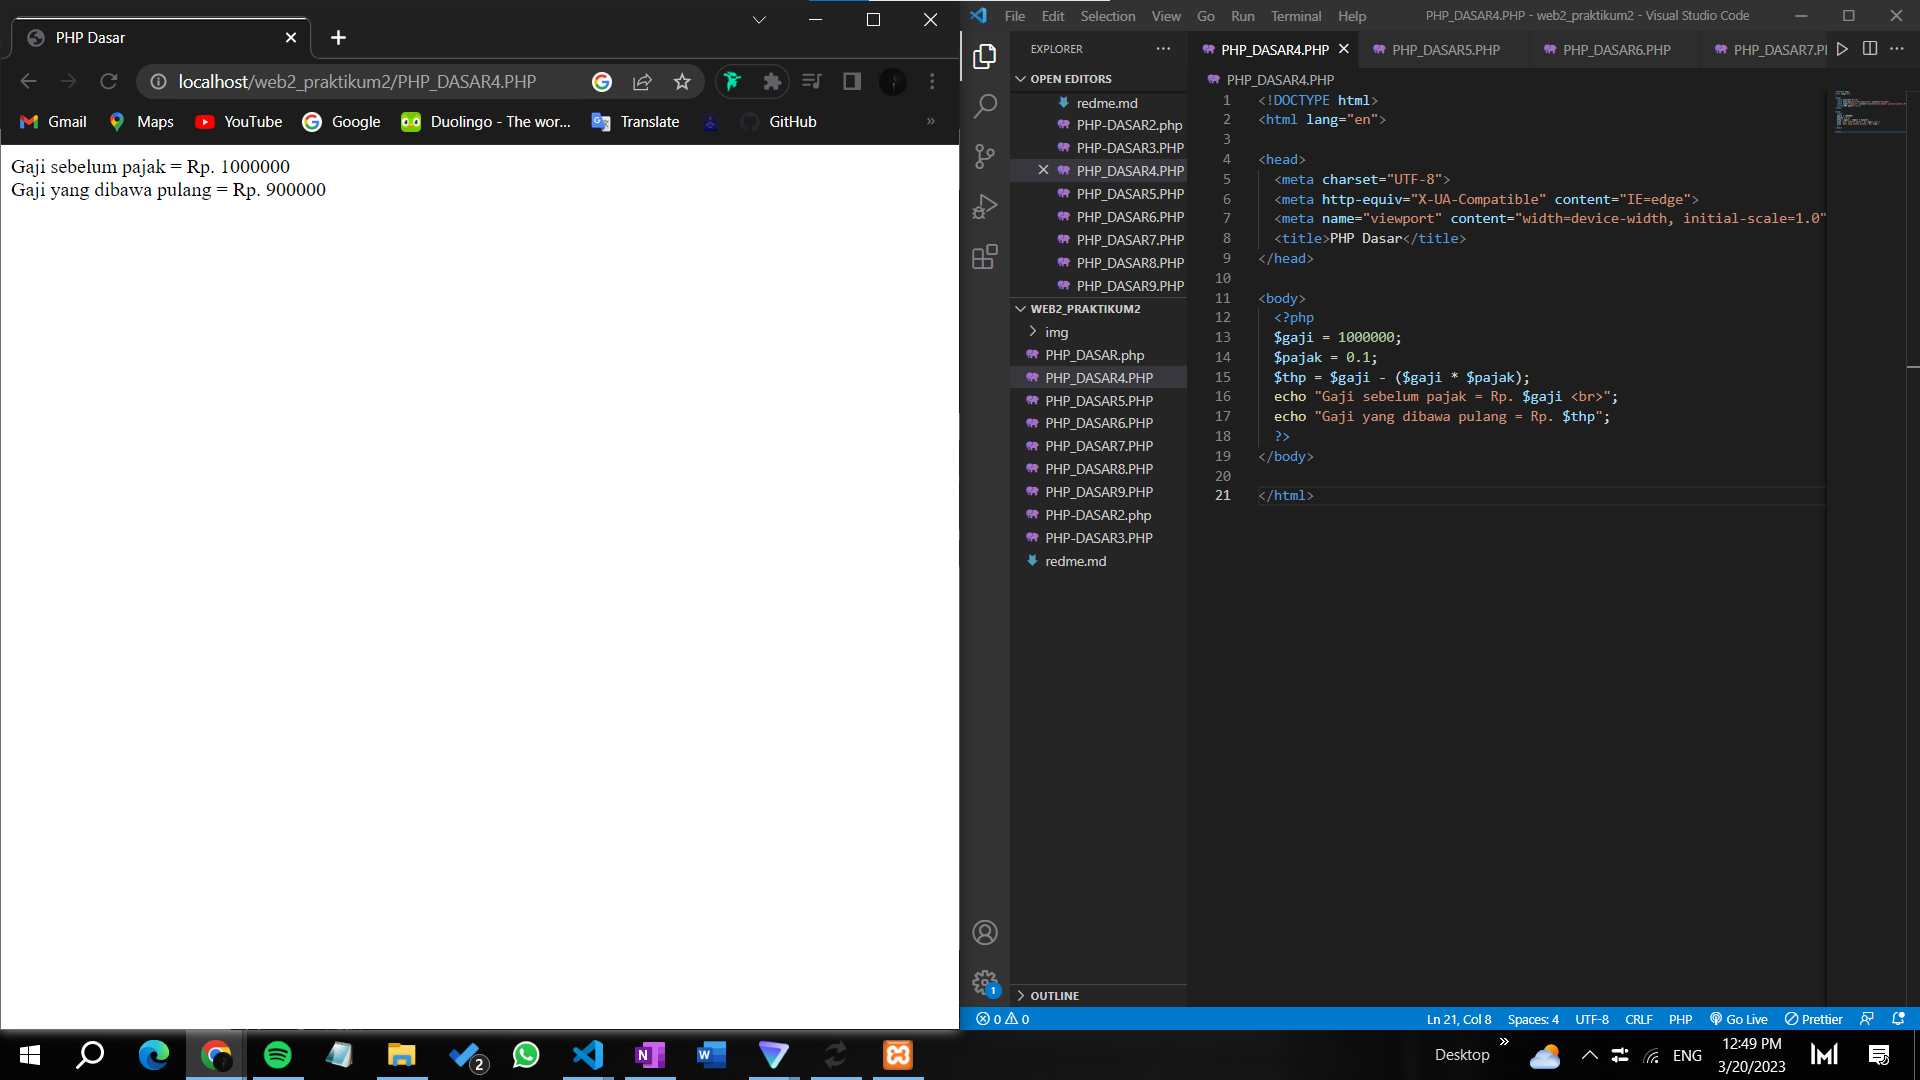 PHP Dasar
localhost/web2_praktikum2/PHP_DASAR4.PHP
Gmail
Maps
YouTube
Google
Duolingo - The wor...
Translate
GitHub
»
Gaji sebelum pajak = Rp. 1000000
Gaji yang dibawa pulang = Rp. 900000
File Edit Selection View Go Run Terminal Help
PHP_DASAR4.PHP - web2_praktikum2 - Visual Studio Code
EXPLORER
PHP_DASAR4.PHP
PHP_DASAR5.PHP
PHP_DASAR6.PHP
PHP_DASAR7.P
OPEN EDITORS
redme.md
PHP-DASAR2.php
PHP-DASAR3.PHP
PHP_DASAR4.PHP
PHP_DASAR5.PHP
PHP_DASAR6.PHP
PHP_DASAR7.PHP
PHP_DASAR8.PHP
PHP_DASAR9.PHP
WEB2_PRAKTIKUM2
img
PHP_DASAR.php
PHP_DASAR4.PHP
PHP_DASAR5.PHP
PHP_DASAR6.PHP
PHP_DASAR7.PHP
PHP_DASAR8.PHP
PHP_DASAR9.PHP
PHP-DASAR2.php
PHP-DASAR3.PHP
redme.md
OUTLINE
PHP_DASAR4.PHP
1 <!DOCTYPE html>
2 <html lang="en">
3
4 <head>
5 <meta charset="UTF-8">
6 <meta http-equiv="X-UA-Compatible" content="IE=edge">
7 <meta name="viewport" content="width=device-width, initial-scale=1.0"
8 <title>PHP Dasar</title>
9 </head>
10
11 <body>
12 <?php
13 $gaji = 1000000;
14 $pajak = 0.1;
15 $thp = $gaji - ($gaji * $pajak);
16 echo "Gaji sebelum pajak = Rp. $gaji <br>";
17 echo "Gaji yang dibawa pulang = Rp. $thp";
18 ?>
19 </body>
20
21 </html>
1
0 0
Ln 21, Col 8
Spaces: 4
UTF-8
CRLF
PHP
Go Live
Prettier
2
N
W
Desktop
»
ENG
12:49 PM
3/20/2023